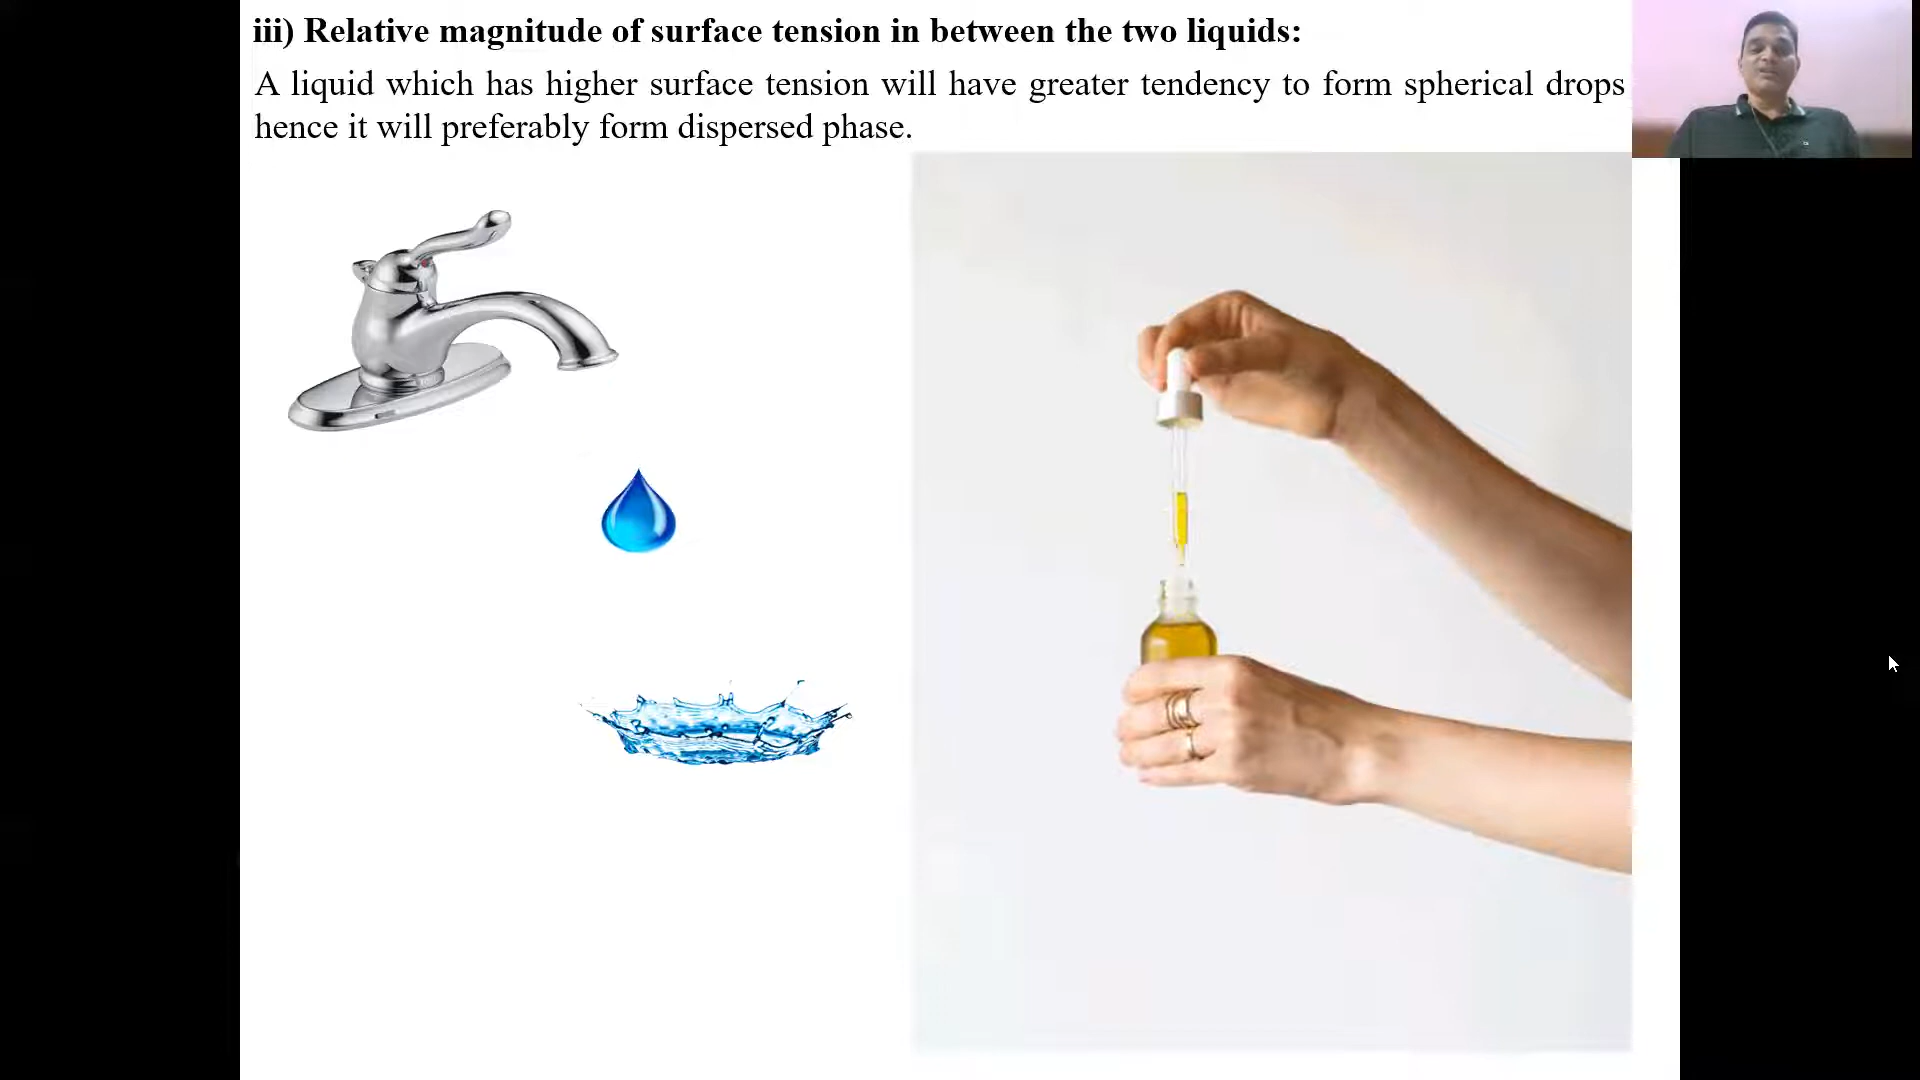 iii) Relative magnitude of surface tension in between the two liquids:
A liquid which has higher surface tension will have greater tendency to form spherical drops
hence it will preferably form dispersed phase.